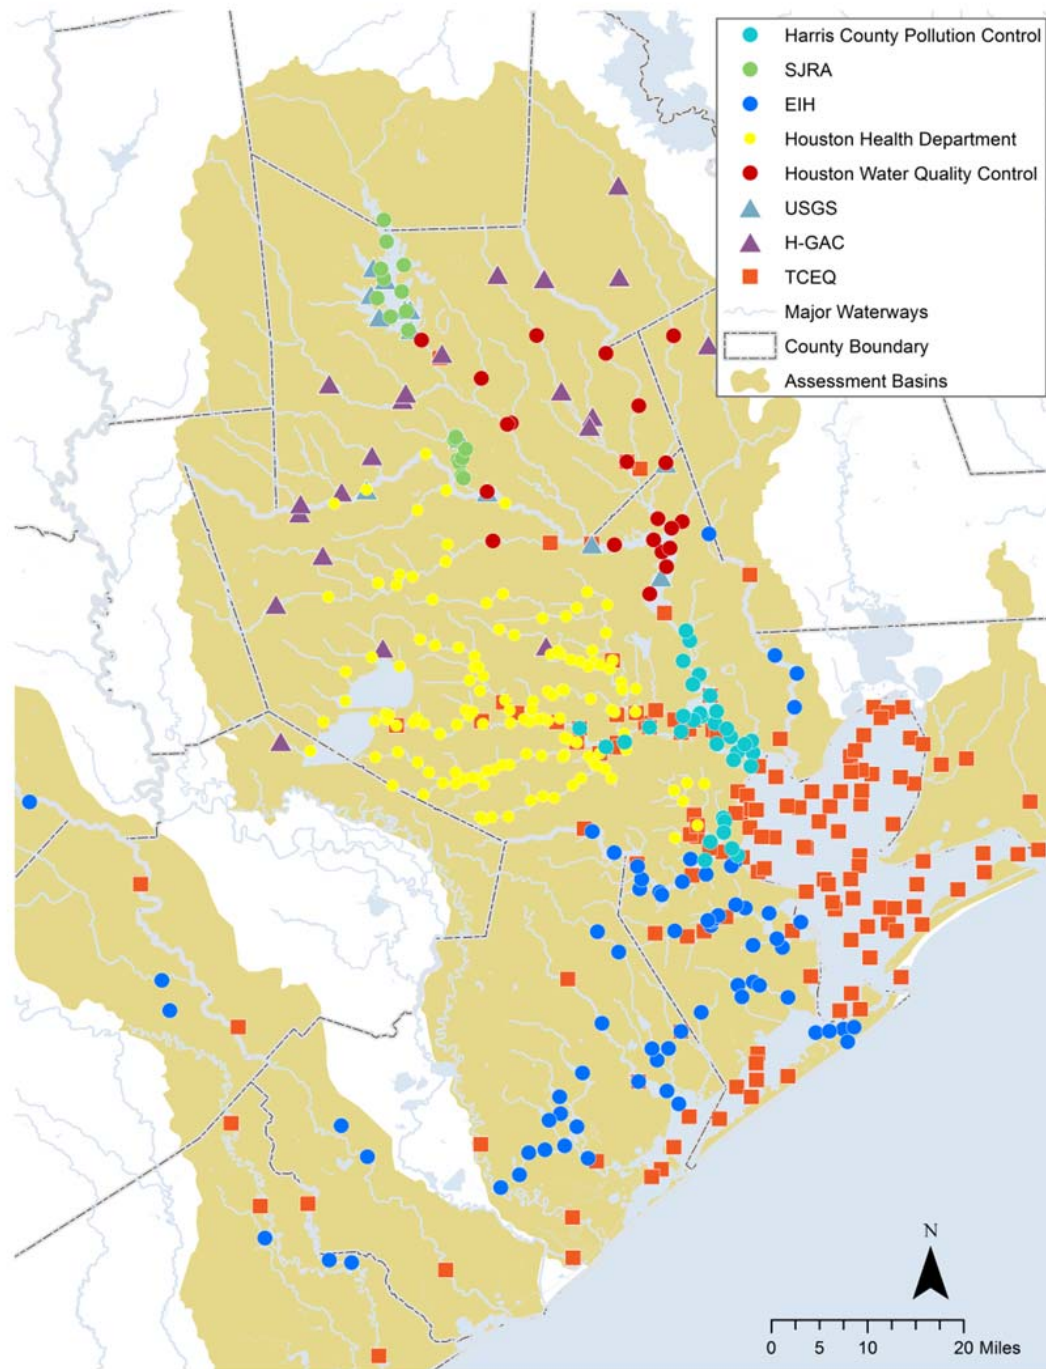 Harris County Pollution Control
SJRA
EIH
Houston Health Department
Houston Water Quality Control
USGS
H-GAC
TCEQ
Major Waterways
County Boundary
Assessment Basins
N
0 5 10 20 Miles